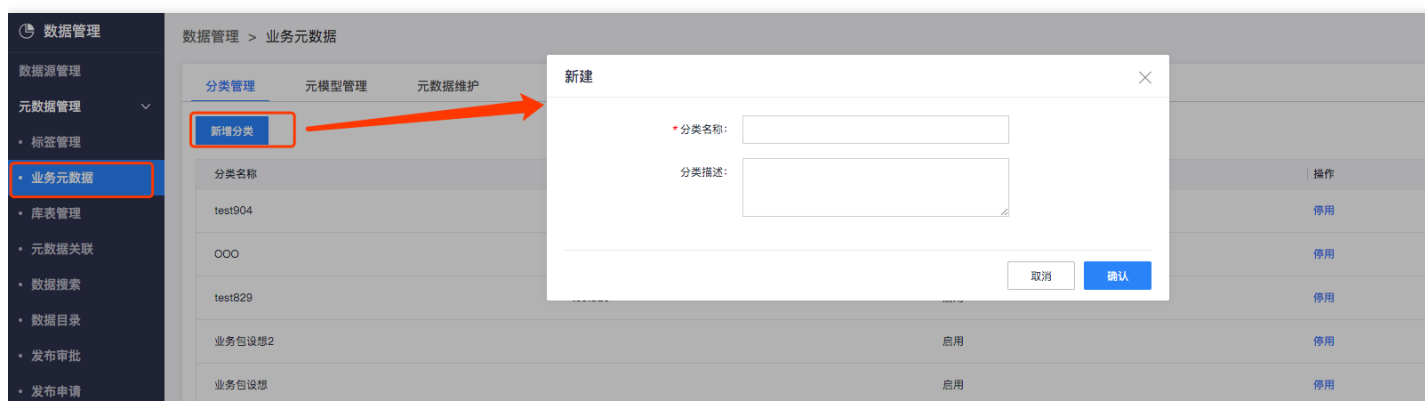 数据管理
数据源管理
元数据管理
• 标签管理
• 业务元数据
• 库表管理
• 元数据关联
• 数据搜索
• 数据目录
• 发布审批
• 发布申请
数据管理 > 业务元数据
分类管理 元模型管理 元数据维护
新增分类
分类名称 操作
test904 停用
OOO 停用
test829 停用
业务包设想2 启用 停用
业务包设想 启用 停用
新建
*分类名称:
分类描述:
取消 确认